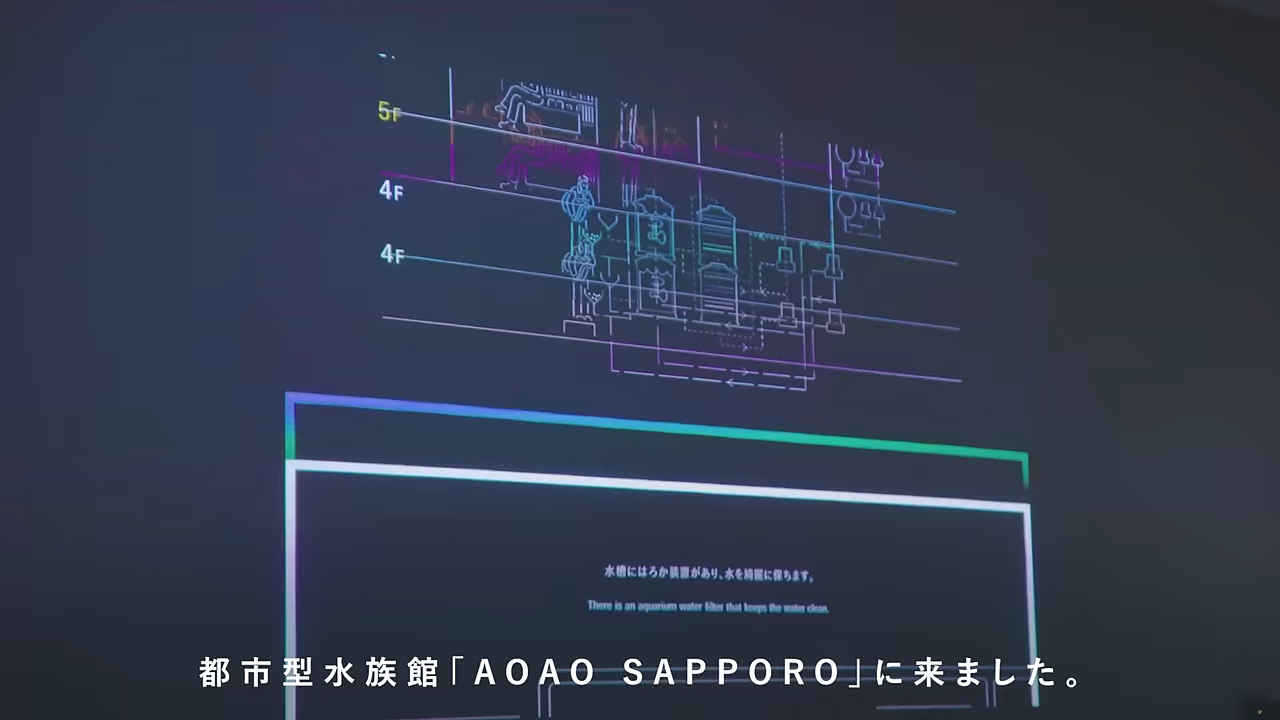 5F
4F
4F
水槽にはろか装置があり、水を綺麗に保ちます。
There is an aquarium water filter that keeps the water clean.
都市型水族館「AOAO SAPPORO」に来ました。